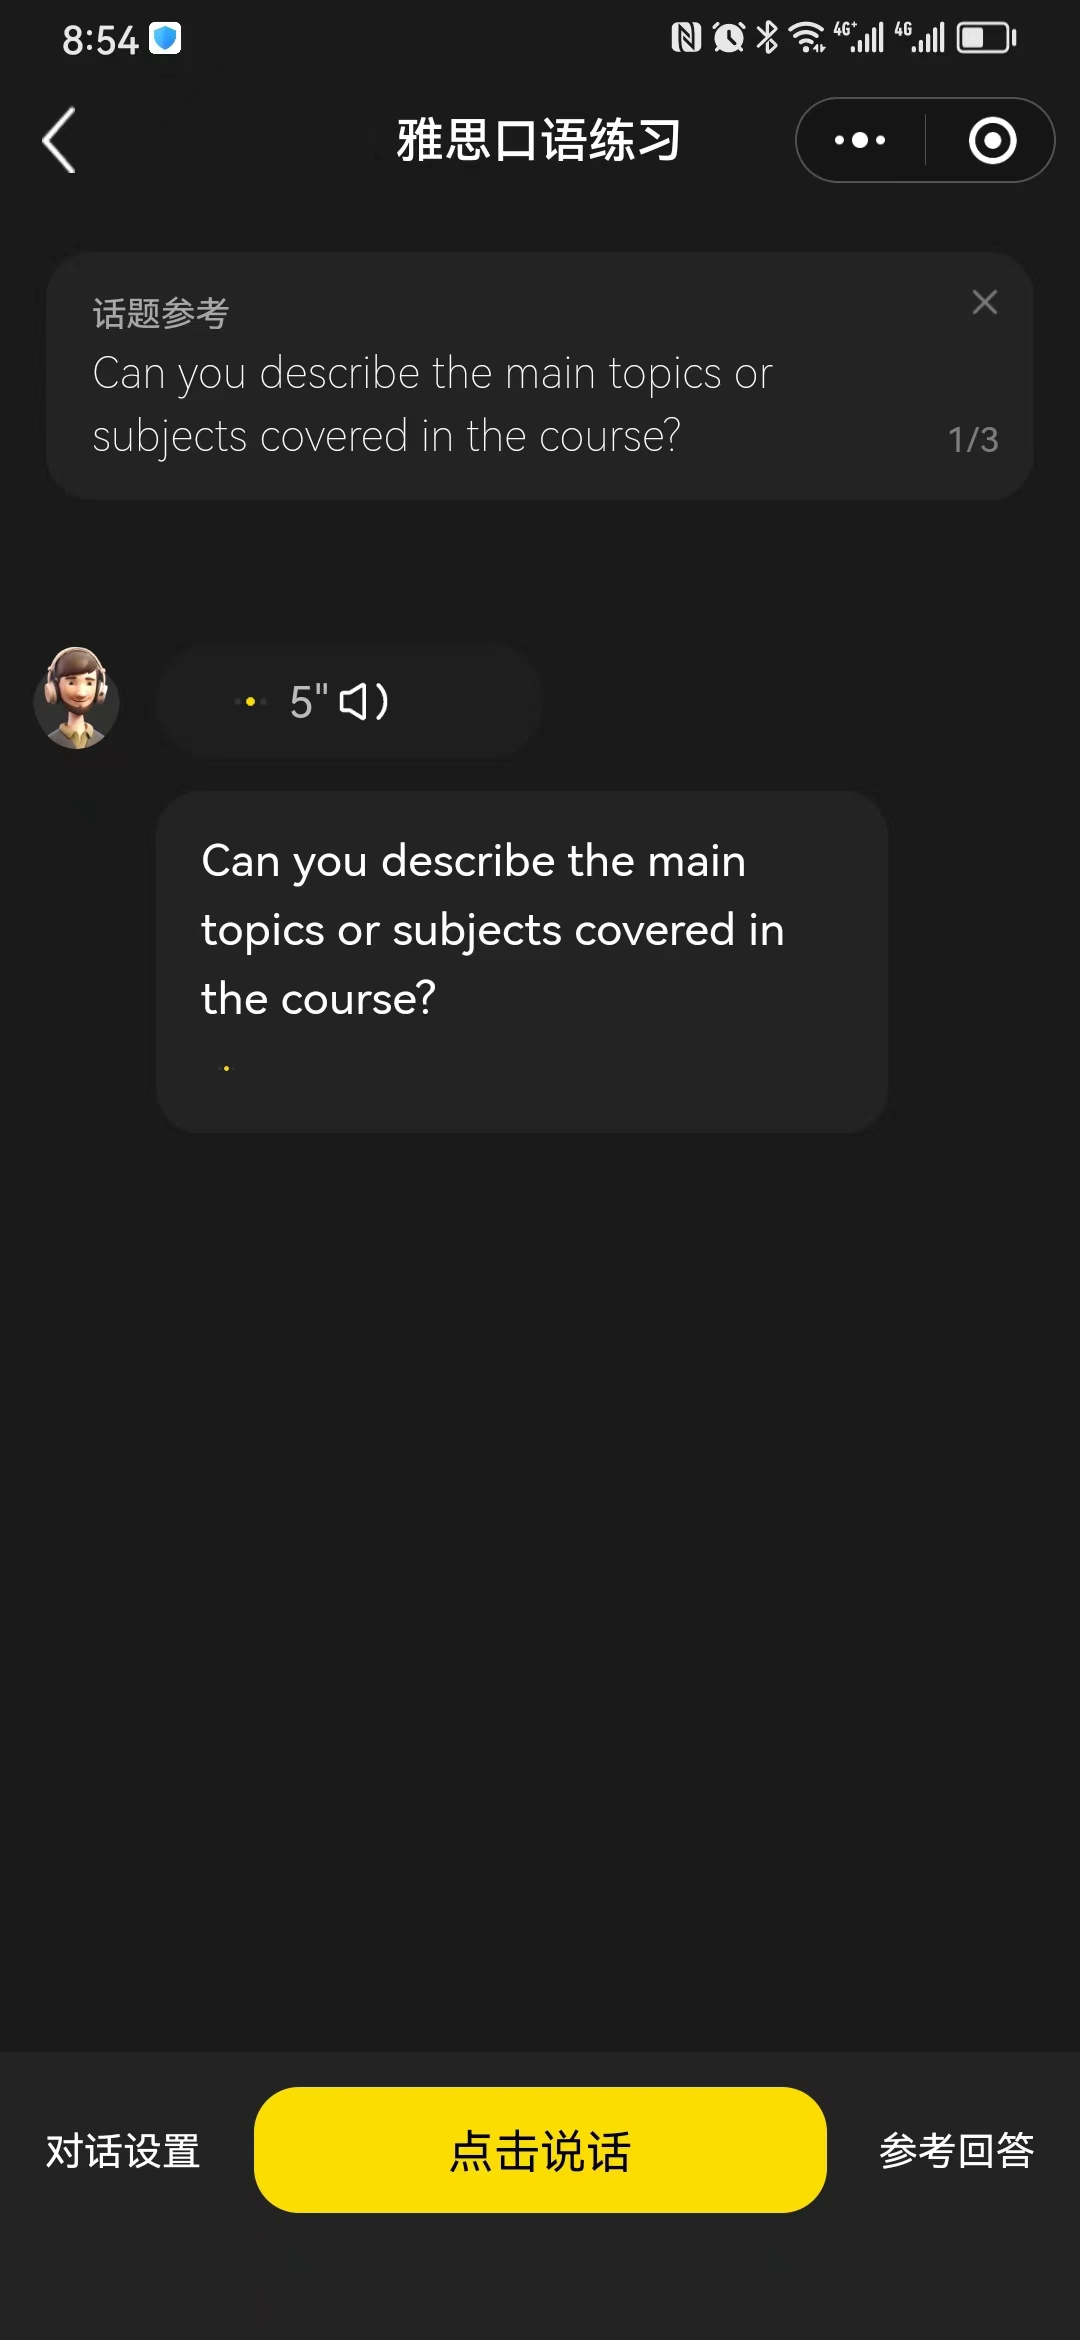 8:54
4G+ 4G
雅思口语练习
话题参考
Can you describe the main topics or
subjects covered in the course?
1/3
5"
Can you describe the main
topics or subjects covered in
the course?
对话设置
点击说话
参考回答